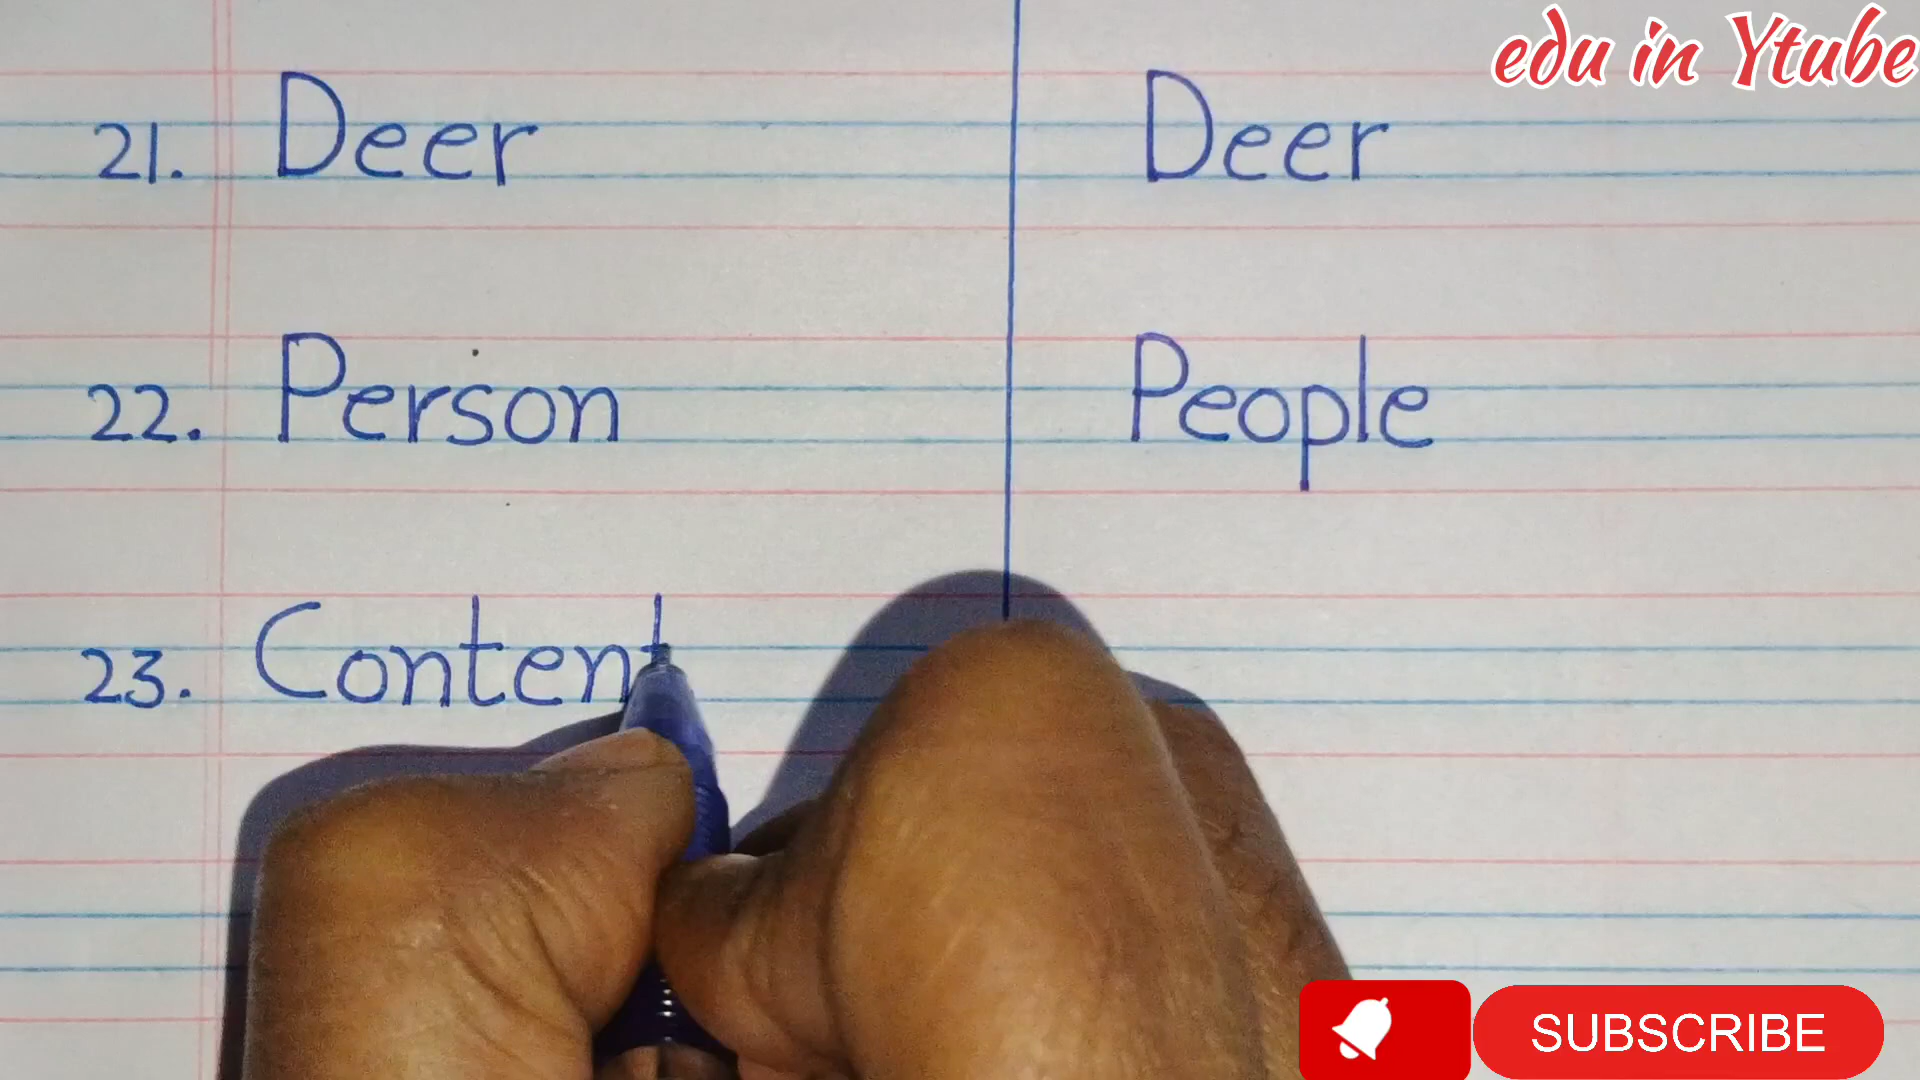 edu in Ytube
21. Deer Deer
22. Person People
23. Content
SUBSCRIBE